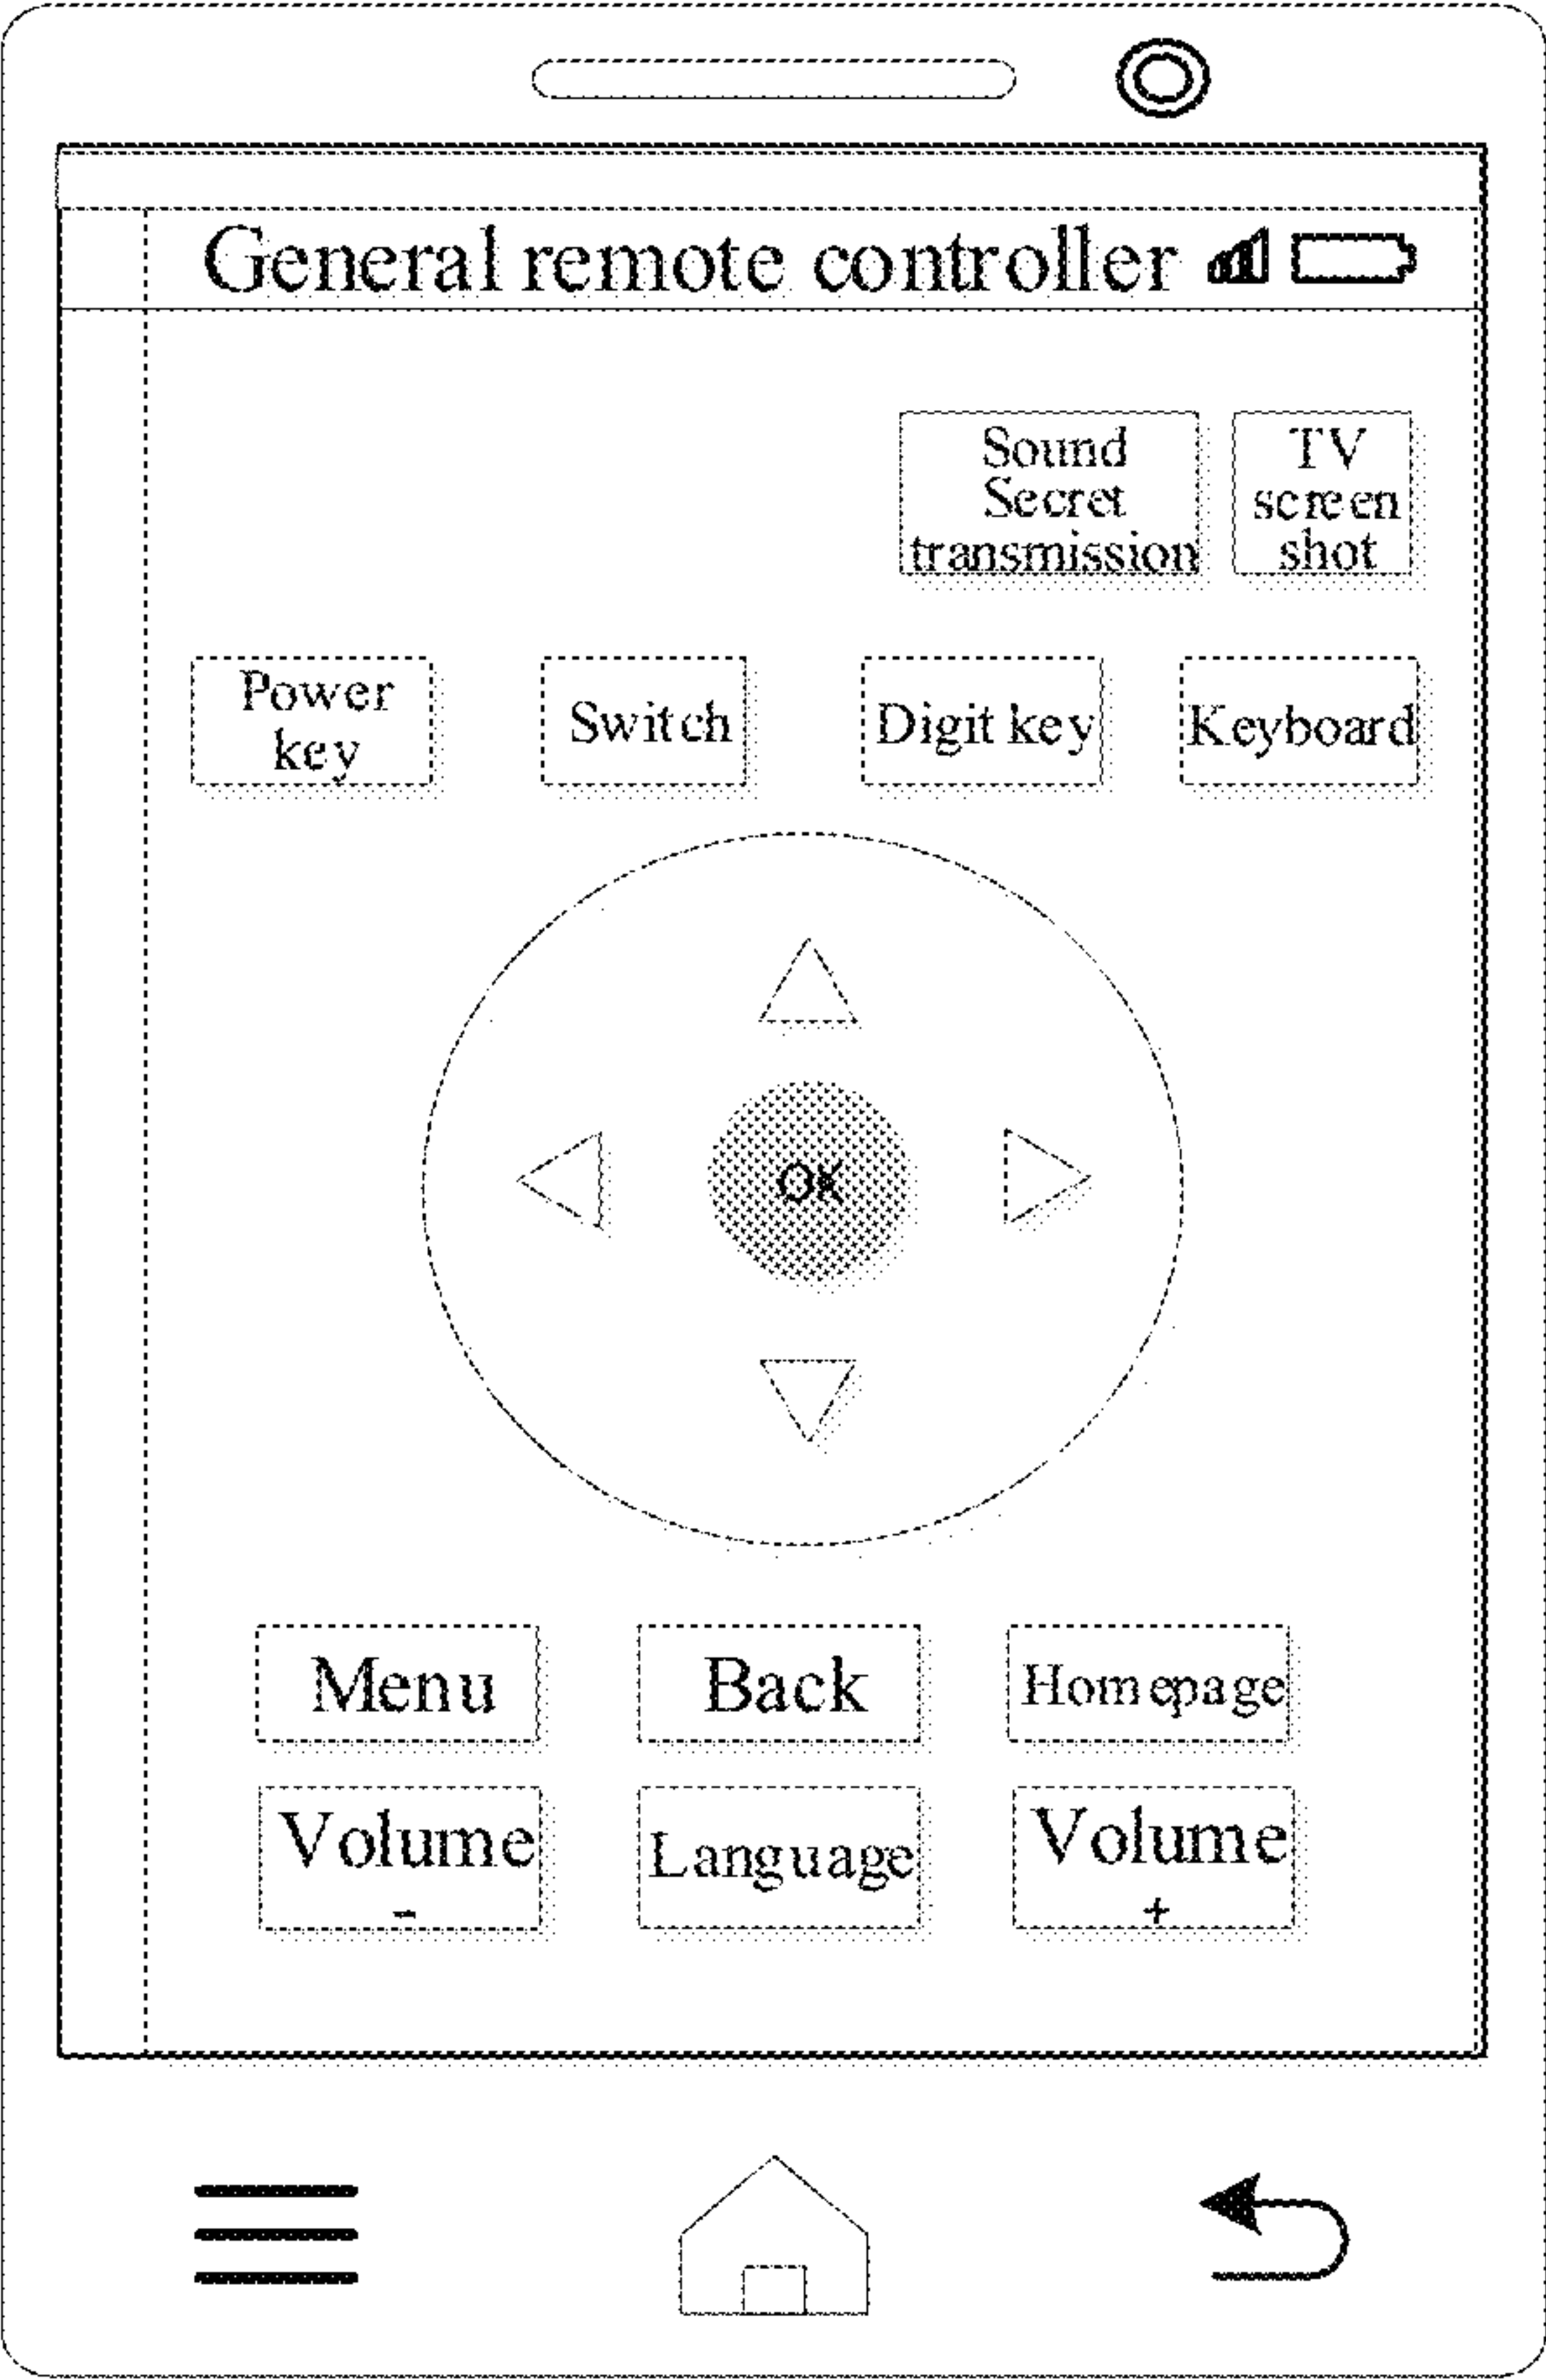 General remote controller
Sound
Secret
transmission
TV
screen
shot
Power
key
Switch
Digit key
Keyboard
OK
Menu
Back
Homepage
Volume
-
Language
Volume
+